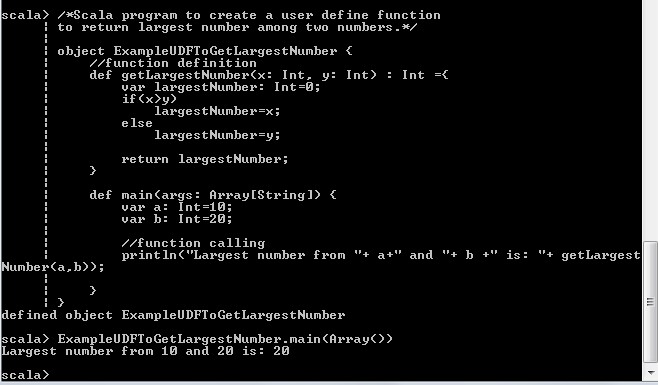 scala> /*Scala program to create a user define function
     | to return largest number among two numbers.*/
     |
     | object ExampleUDFToGetLargestNumber {
     |     //function definition
     |     def getLargestNumber(x: Int, y: Int) : Int ={
     |         var largestNumber: Int=0;
     |         if(x>y)
     |             largestNumber=x;
     |         else
     |             largestNumber=y;
     |
     |         return largestNumber;
     |     }
     |
     |     def main(args: Array[String]) {
     |         var a: Int=10;
     |         var b: Int=20;
     |
     |         //function calling
     |         println("Largest number from "+ a+" and "+ b +" is: "+ getLargest
Number(a,b));
     |
     |     }
     | }
defined object ExampleUDFToGetLargestNumber

scala> ExampleUDFToGetLargestNumber.main(Array())
Largest number from 10 and 20 is: 20

scala>